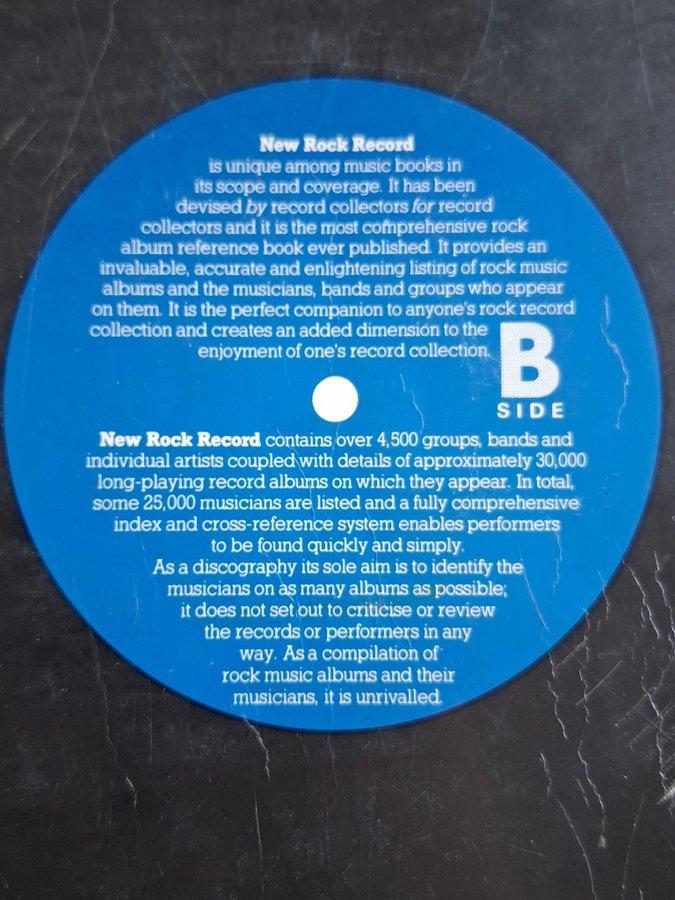 New Rock Record
is unique among music books in
its scope and coverage. It has been
devised by record collectors for record
collectors and it is the most comprehensive rock
album reference book ever published. It provides an
invaluable, accurate and enlightening listing of rock music
albums and the musicians, bands and groups who appear
on them. It is the perfect companion to anyone's rock record
collection and creates an added dimension to the
enjoyment of one's record collection.
B
SIDE
New Rock Record contains over 4,500 groups, bands and
individual artists coupled with details of approximately 30,000
long-playing record albums on which they appear. In total,
some 25,000 musicians are listed and a fully comprehensive
index and cross-reference system enables performers
to be found quickly and simply.
As a discography its sole aim is to identify the
musicians on as many albums as possible;
it does not set out to criticise or review
the records or performers in any
way. As a compilation of
rock music albums and their
musicians, it is unrivalled.